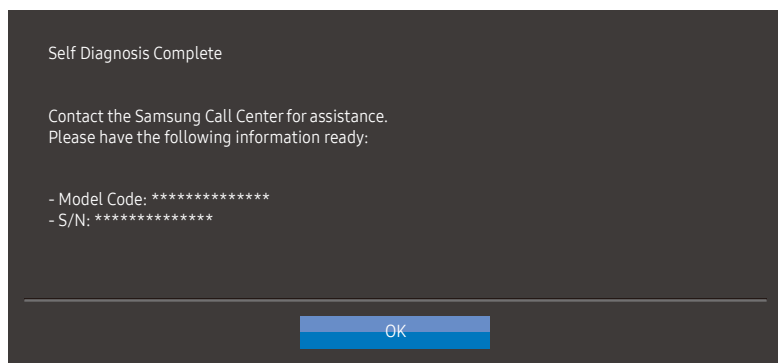 Self Diagnosis Complete
Contact the Samsung Call Center for assistance.
Please have the following information ready:
- Model Code: **************
- S/N: **************
OK